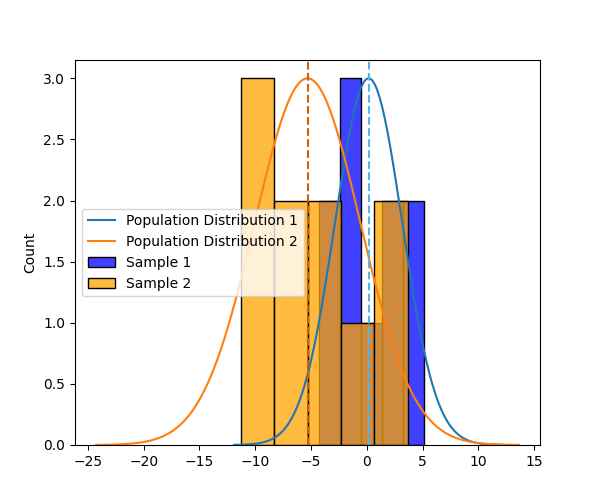 3.0
2.5
2.0
1.5
1.0
0.5
0.0
Count
Population Distribution 1
Population Distribution 2
Sample 1
Sample 2
−25 −20 −15 −10 −5 0 5 10 15